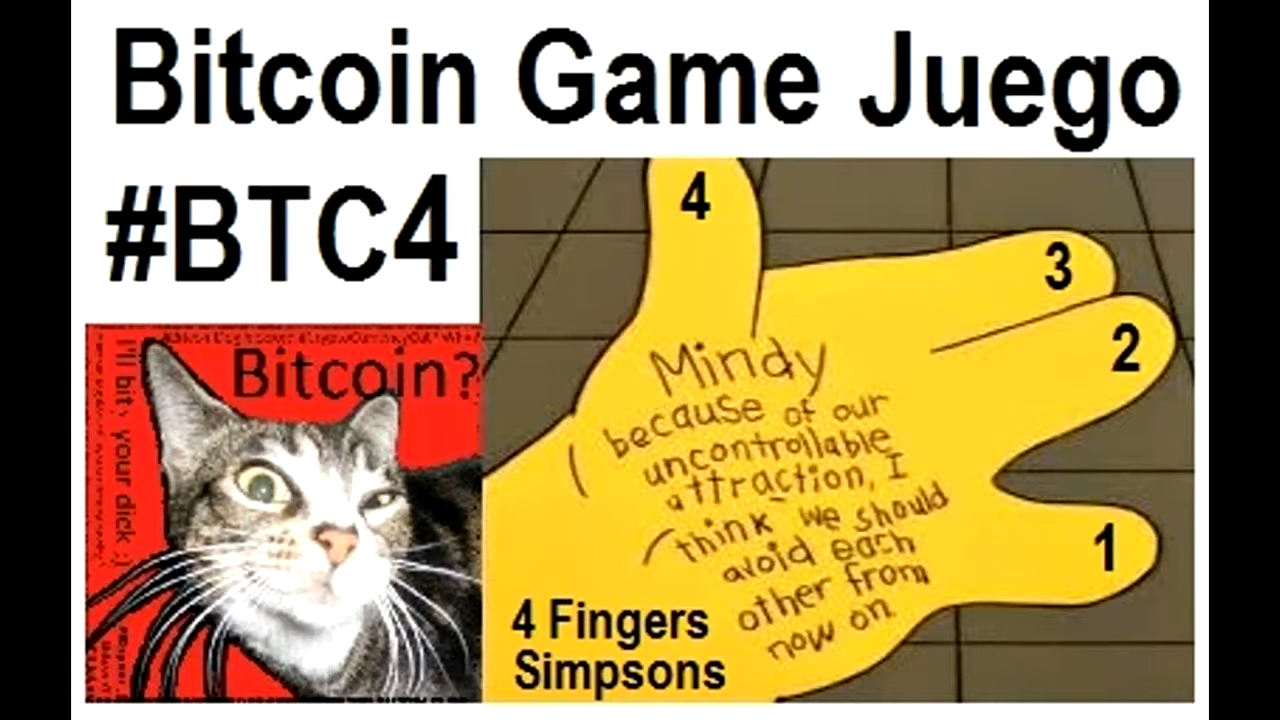 Bitcoin Game Juego
#BTC4
4
3
2
1
Mindy
because of our
uncontrollable
attraction, I
think we should
avoid each
other from
now on
4 Fingers
Simpsons
Bitcoin?
I'll bit your dick :)